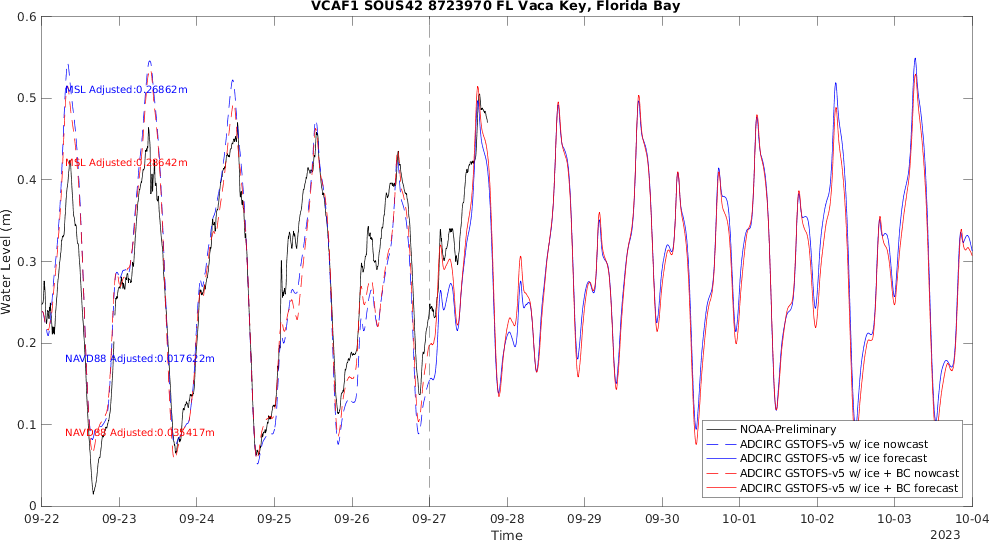 VCAF1 SOUS42 8723970 FL Vaca Key, Florida Bay
Water Level (m)
0.6
0.5
0.4
0.3
0.2
0.1
0
MSL Adjusted:0.26862m
MSL Adjusted:0.28642m
NAVD88 Adjusted:0.017622m
NAVD88 Adjusted:0.035417m
NOAA-Preliminary
ADCIRC GSTOFS-v5 w/ ice nowcast
ADCIRC GSTOFS-v5 w/ ice forecast
ADCIRC GSTOFS-v5 w/ ice + BC nowcast
ADCIRC GSTOFS-v5 w/ ice + BC forecast
09-22 09-23 09-24 09-25 09-26 09-27 09-28 09-29 09-30 10-01 10-02 10-03 10-04
Time
2023